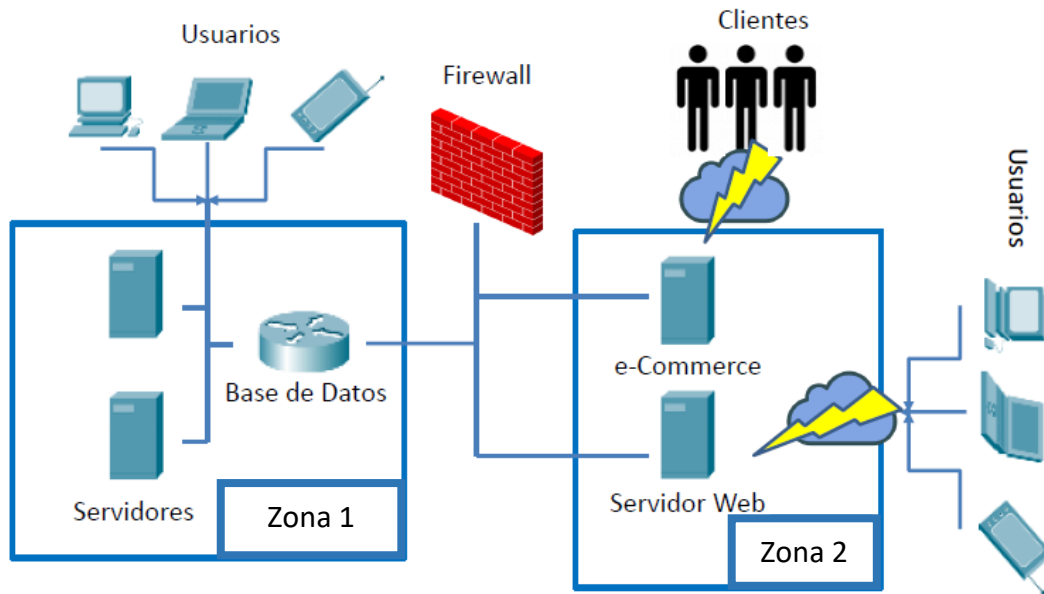 Clientes
Usuarios
Firewall
Usuarios
e-Commerce
Base de Datos
Servidores
Zona 1
Servidor Web
Zona 2